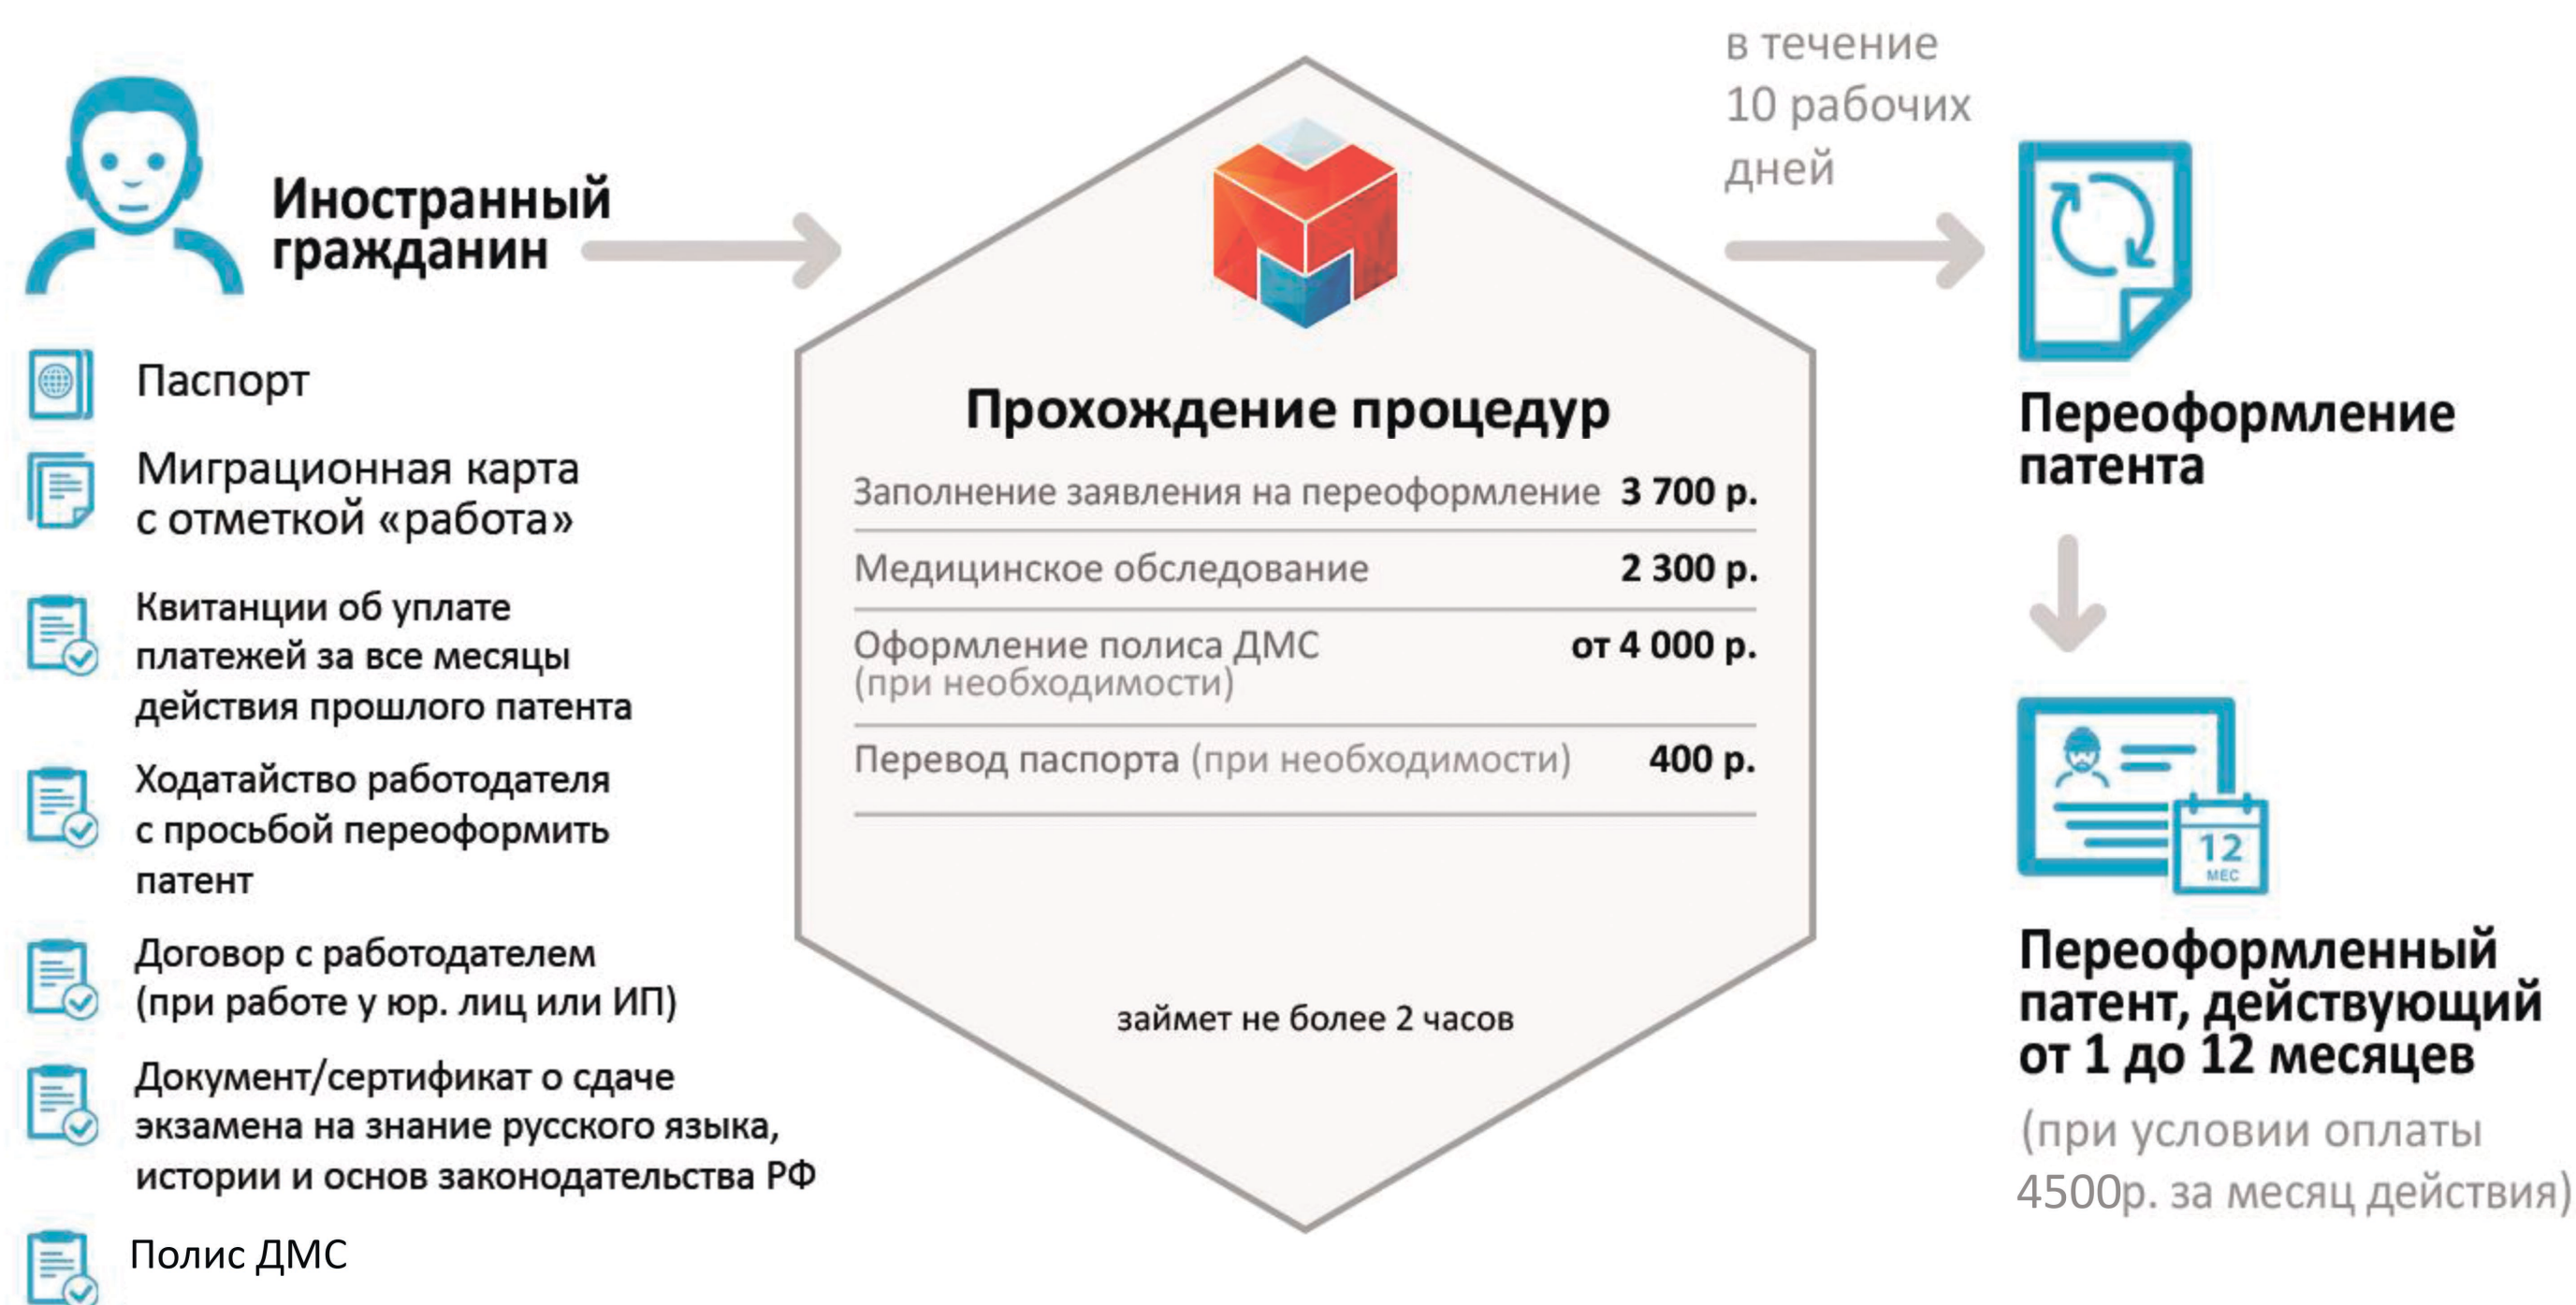 Иностранный
гражданин
Паспорт
Миграционная карта
с отметкой «работа»
Квитанции об уплате
платежей за все месяцы
действия прошлого патента
Ходатайство работодателя
с просьбой переоформить
патент
Договор с работодателем
(при работе у юр. лиц или ИП)
Документ/сертификат о сдаче
экзамена на знание русского языка,
истории и основ законодательства РФ
Полис ДМС
Прохождение процедур
Заполнение заявления на переоформление 3 700 р.
Медицинское обследование 2 300 р.
Оформление полиса ДМС от 4 000 р.
(при необходимости)
Перевод паспорта (при необходимости) 400 р.
займет не более 2 часов
в течение
10 рабочих
дней
Переоформление
патента
12
МЕС
Переоформленный
патент, действующий
от 1 до 12 месяцев
(при условии оплаты
4500р. за месяц действия)